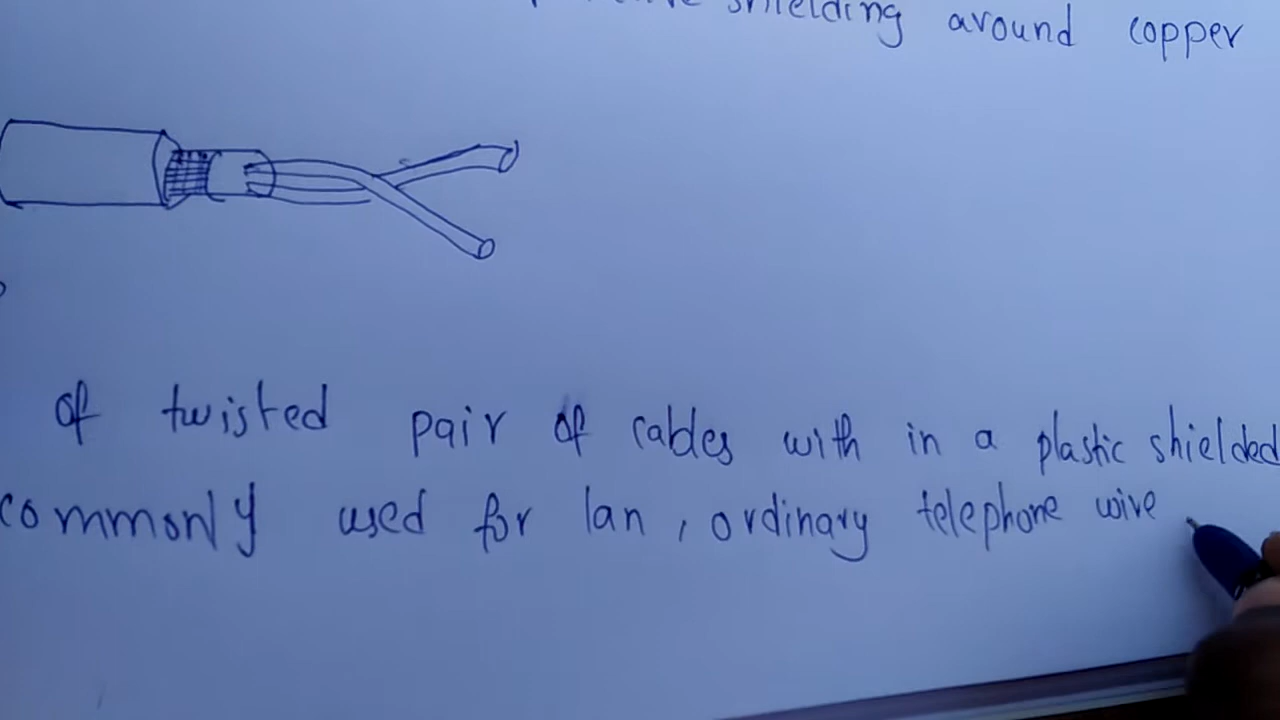 shielding around copper
of twisted pair of cables with in a plastic shielded
commonly used for lan, ordinary telephone wire